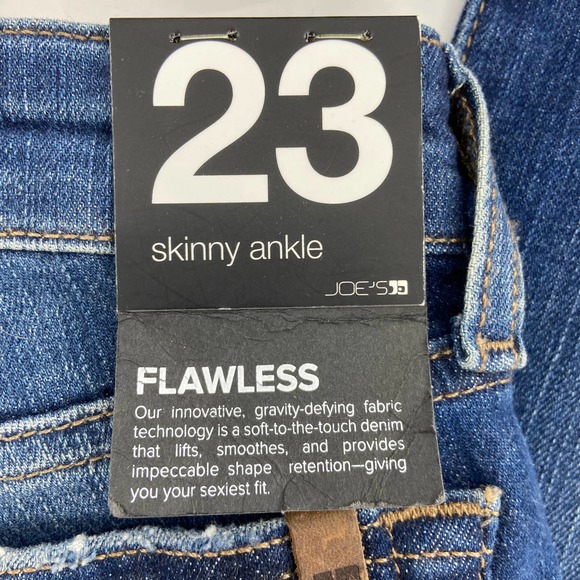 23
skinny ankle
JOE'S
FLAWLESS
Our innovative, gravity-defying fabric
technology is a soft-to-the-touch denim
that lifts, smoothes, and provides
impeccable shape retention—giving
you your sexiest fit.